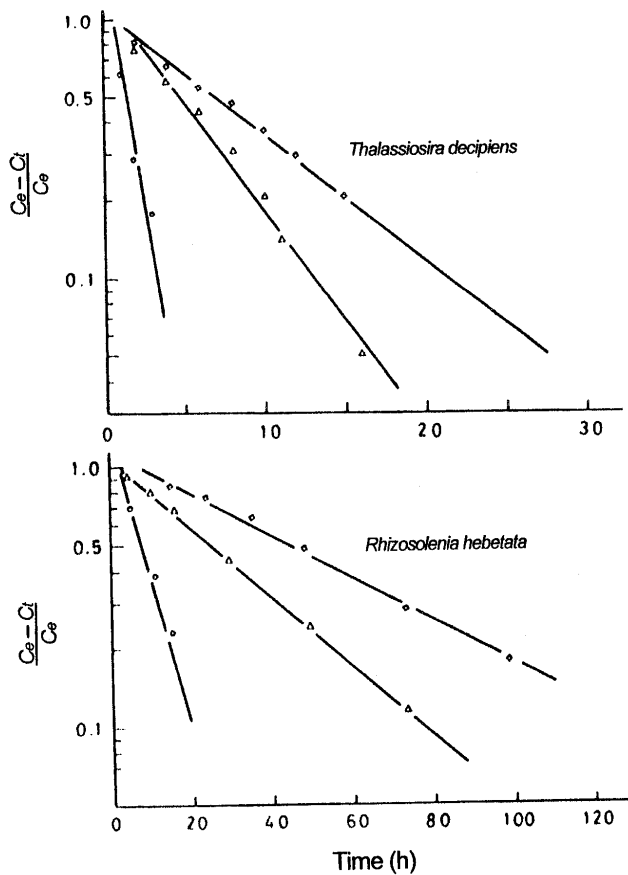 1.0
0.5
0.1
Ce – Ct
Ce
Thalassiosira decipiens
0 10 20 30
1.0
0.5
0.1
Ce – Ct
Ce
Rhizosolenia hebetata
0 20 40 60 80 100 120
Time (h)